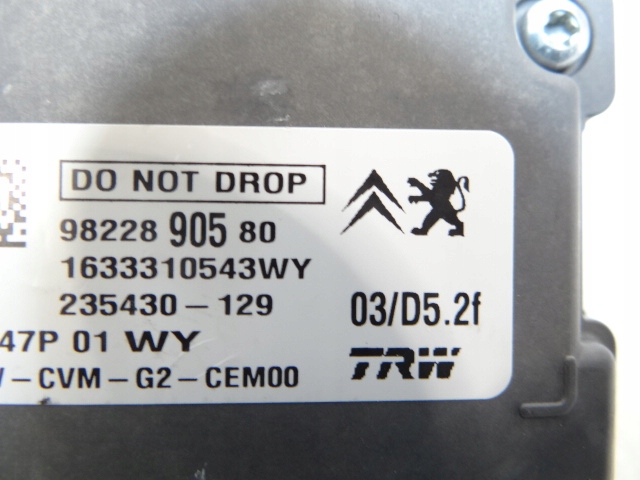 DO NOT DROP
98228 905 80
1633310543WY
235430-129
03/D5.2f
47P 01 WY
TRW
-CVM-G2-CEM00